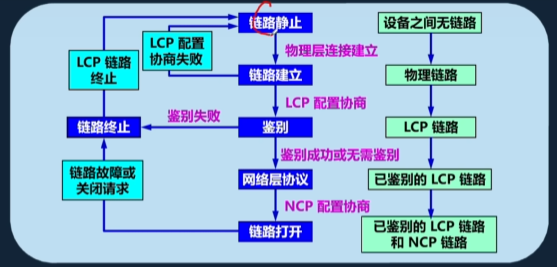 链路静止
设备之间无链路
LCP 配置
协商失败
物理层连接建立
LCP 链路
终止
链路建立
物理链路
LCP 配置协商
鉴别失败
链路终止
鉴别
LCP 链路
鉴别成功或无需鉴别
链路故障或
关闭请求
网络层协议
已鉴别的 LCP 链路
NCP 配置协商
链路打开
已鉴别的 LCP 链路
和 NCP 链路